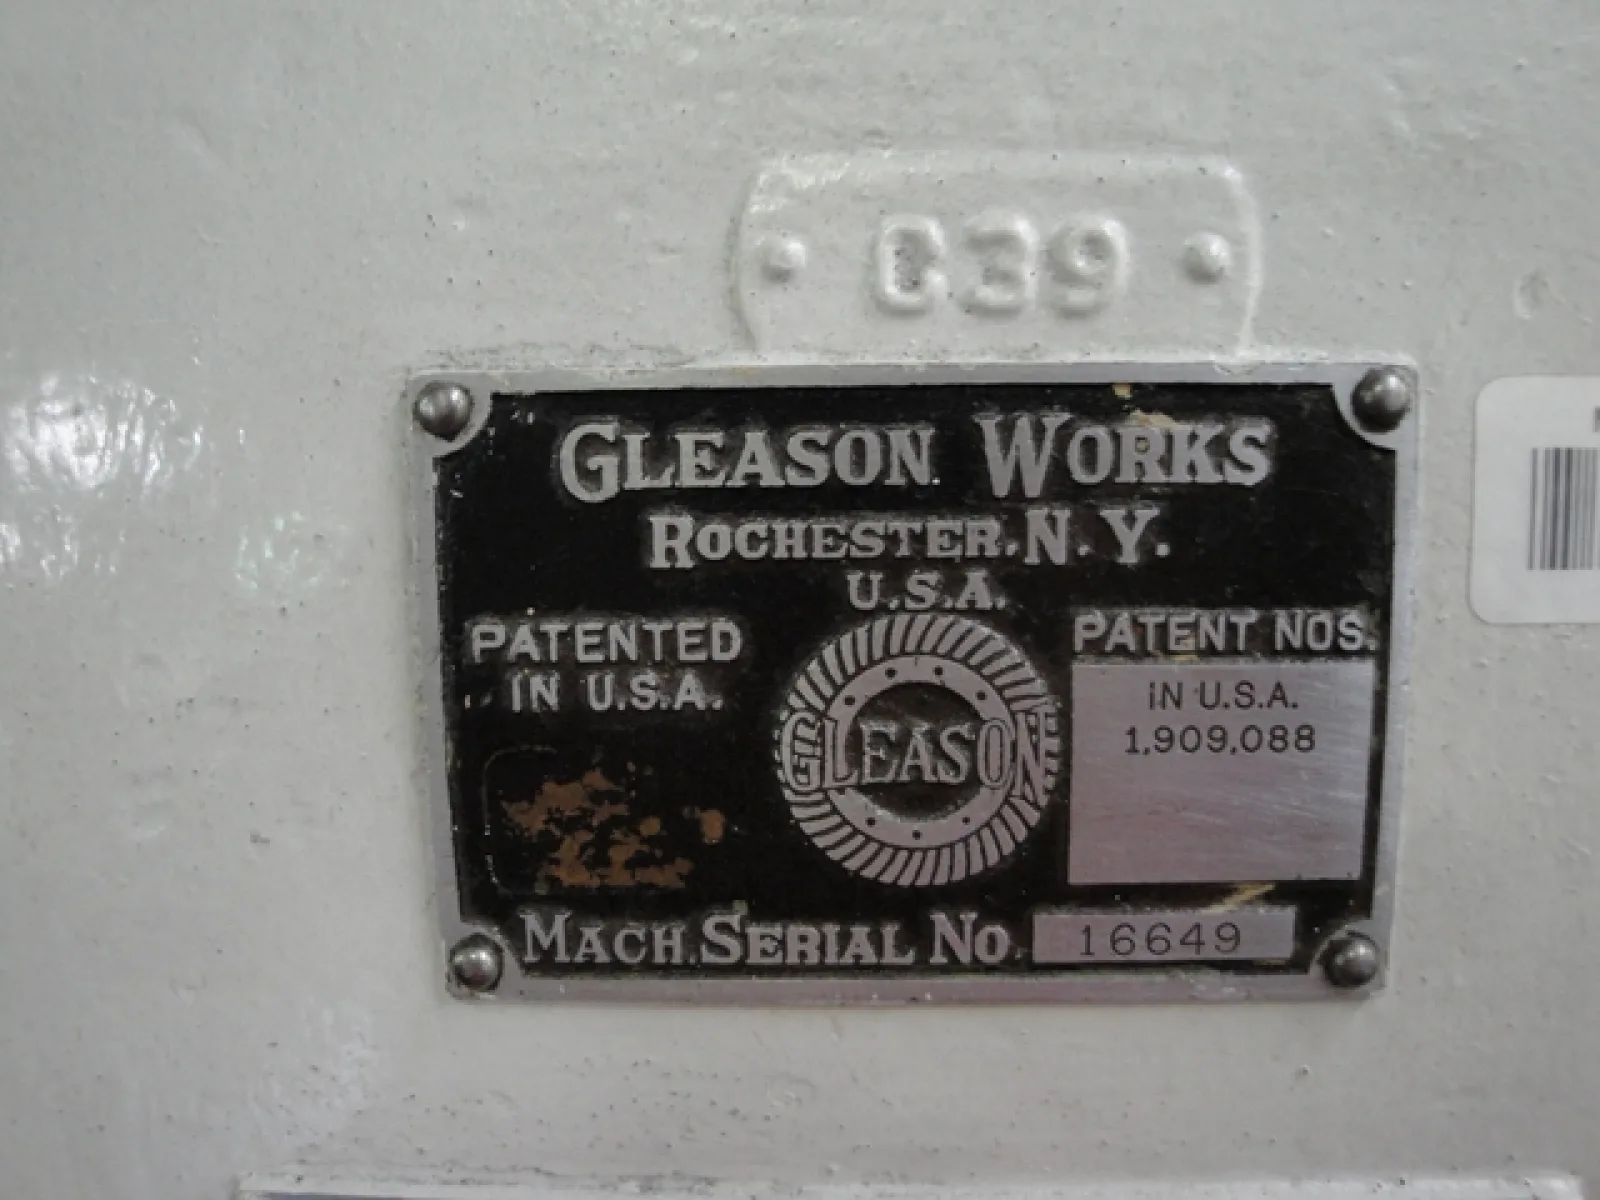 C39
GLEASON WORKS
ROCHESTER, N.Y.
U.S.A.
PATENTED
IN U.S.A.
GLEASON
PATENT NOS.
IN U.S.A.
1,909,088
MACH. SERIAL NO. 16649